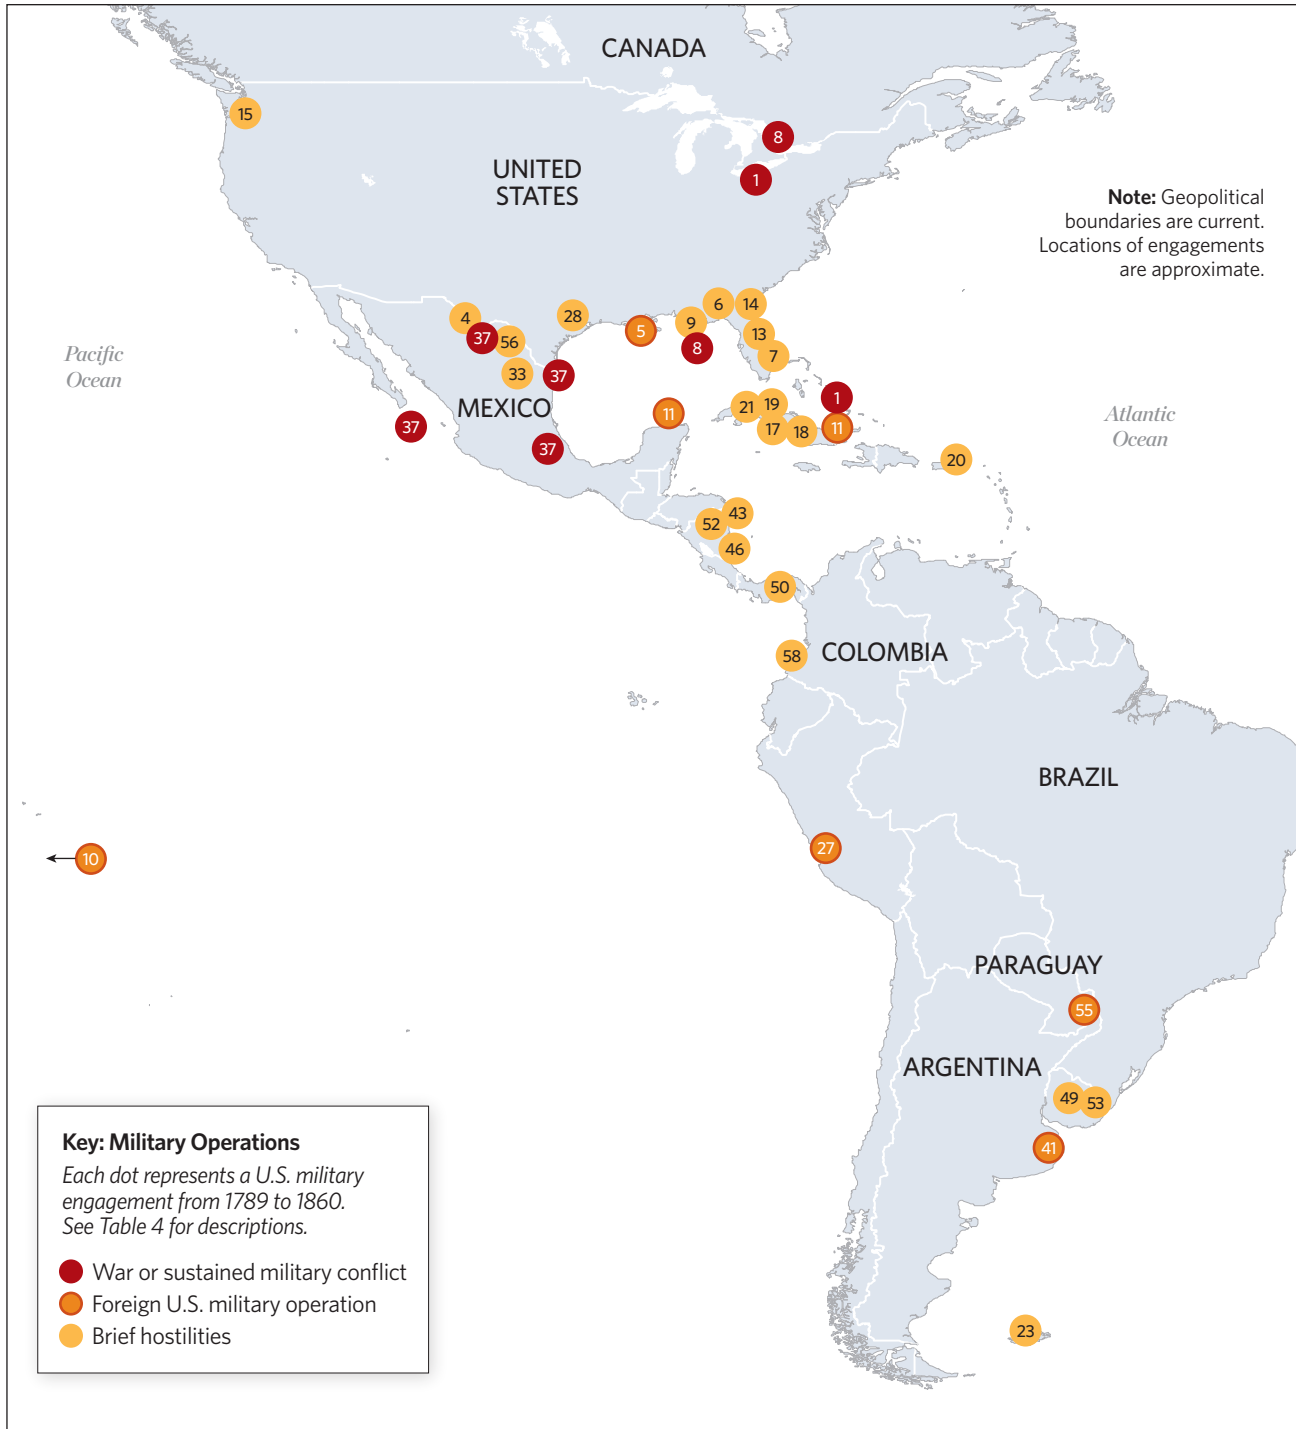 CANADA
15
8
UNITED
STATES
1
Note: Geopolitical
boundaries are current.
Locations of engagements
are approximate.
6
14
4
28
9
5
13
37
56
8
7
Pacific
Ocean
33
37
MEXICO
21
19
1
11
37
17
18
11
Atlantic
Ocean
37
20
43
52
46
50
58
COLOMBIA
BRAZIL
10
27
PARAGUAY
55
ARGENTINA
49
53
41
Key: Military Operations
Each dot represents a U.S. military
engagement from 1789 to 1860.
See Table 4 for descriptions.
War or sustained military conflict
Foreign U.S. military operation
Brief hostilities
23